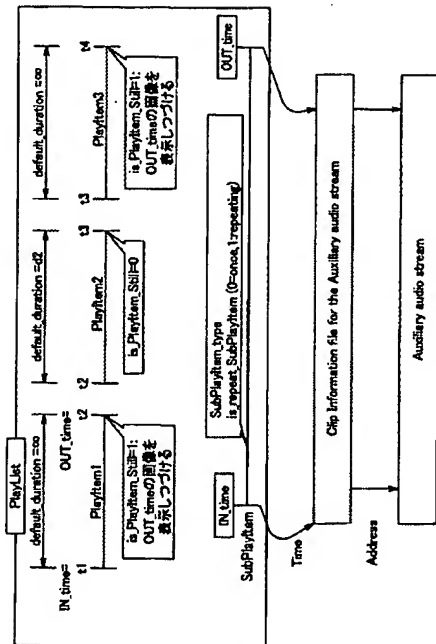 PlayList
default_duration =∞
default_duration =d2
default_duration =∞
IN_time=
OUT_time=
t1
PlayItem1
t2
t2
PlayItem2
t3
t3
PlayItem3
t4
is_PlayItem_Still=1:
OUT_timeの画像を
表示しつづける
is_PlayItem_Still=0
is_PlayItem_Still=1:
OUT_timeの画像を
表示しつづける
SubPlayItem_type
is_repeat_SubPlayItem (0=once,1:repeating)
IN_time
OUT_time
SubPlayItem
Time
Clip Information file for the Auxiliary audio stream
Address
Auxiliary audio stream